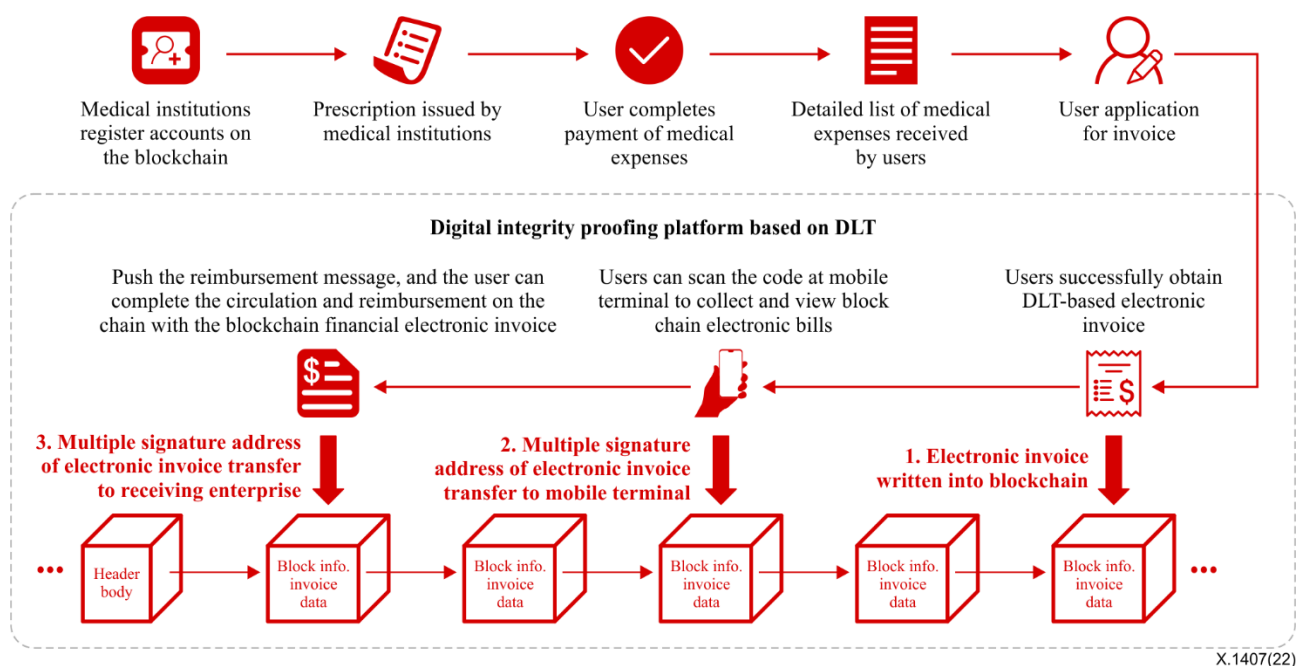 Medical institutions
register accounts on
the blockchain
Prescription issued by
medical institutions
User completes
payment of medical
expenses
Detailed list of medical
expenses received
by users
User application
for invoice
Digital integrity proofing platform based on DLT
Push the reimbursement message, and the user can
complete the circulation and reimbursement on the
chain with the blockchain financial electronic invoice
Users can scan the code at mobile
terminal to collect and view block
chain electronic bills
Users successfully obtain
DLT-based electronic
invoice
$
$
3. Multiple signature address
of electronic invoice transfer
to receiving enterprise
2. Multiple signature
address of electronic invoice
transfer to mobile terminal
1. Electronic invoice
written into blockchain
...
Header
body
Block info.
invoice
data
Block info.
invoice
data
Block info.
invoice
data
Block info.
invoice
data
Block info.
invoice
data
...
X.1407(22)